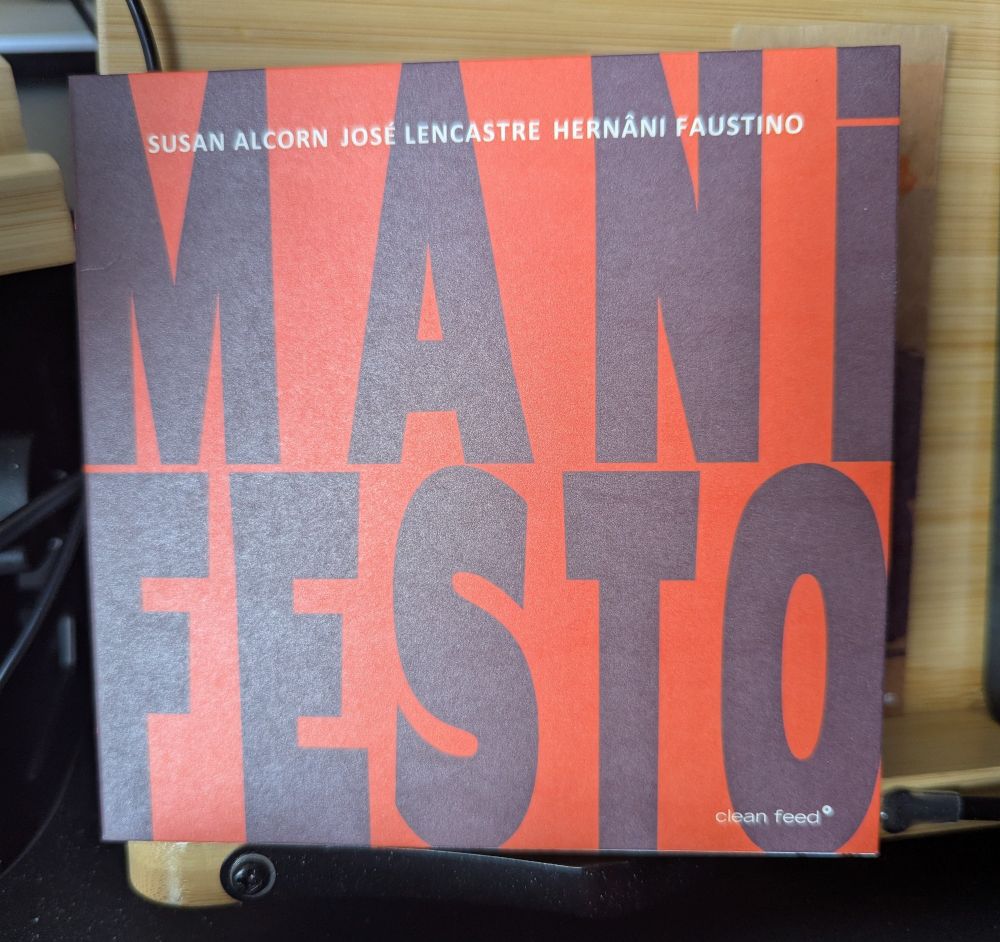 SUSAN ALCORN JOSÉ LENCASTRE HERNÂNI FAUSTINO
MANi
FESTO
clean feed